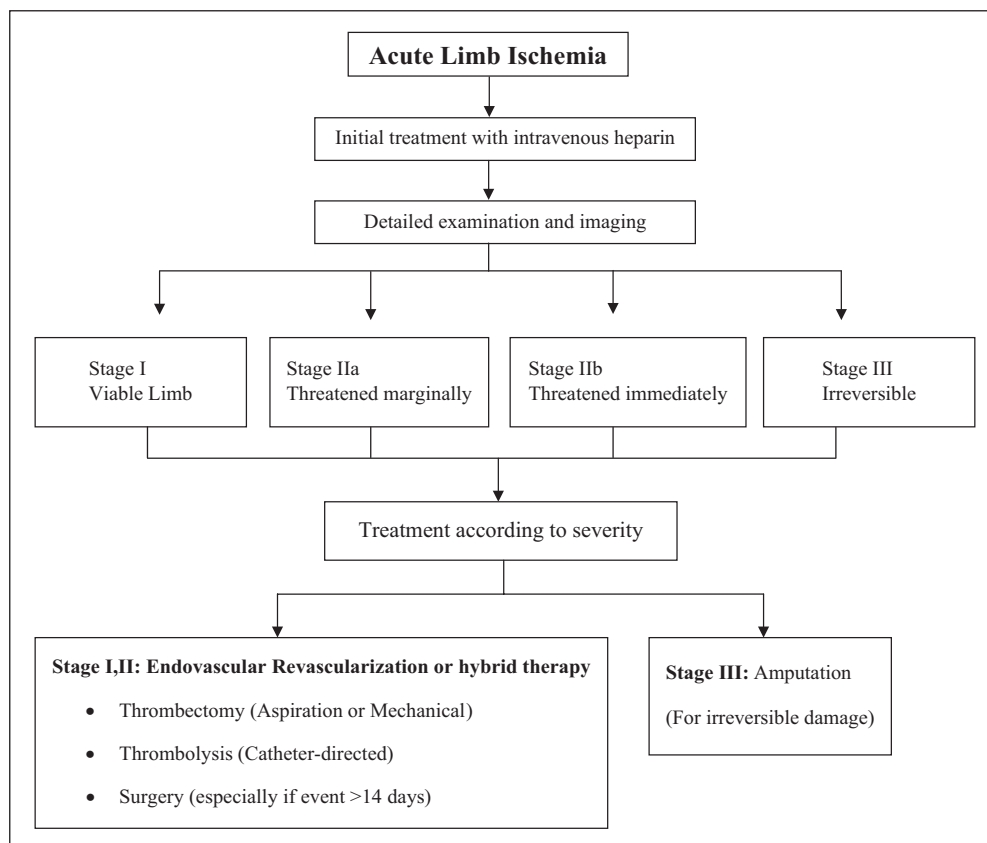 Acute Limb Ischemia
Initial treatment with intravenous heparin
Detailed examination and imaging
Stage I
Viable Limb
Stage IIa
Threatened marginally
Stage IIb
Threatened immediately
Stage III
Irreversible
Treatment according to severity
Stage I,II: Endovascular Revascularization or hybrid therapy
• Thrombectomy (Aspiration or Mechanical)
• Thrombolysis (Catheter-directed)
• Surgery (especially if event >14 days)
Stage III: Amputation
(For irreversible damage)